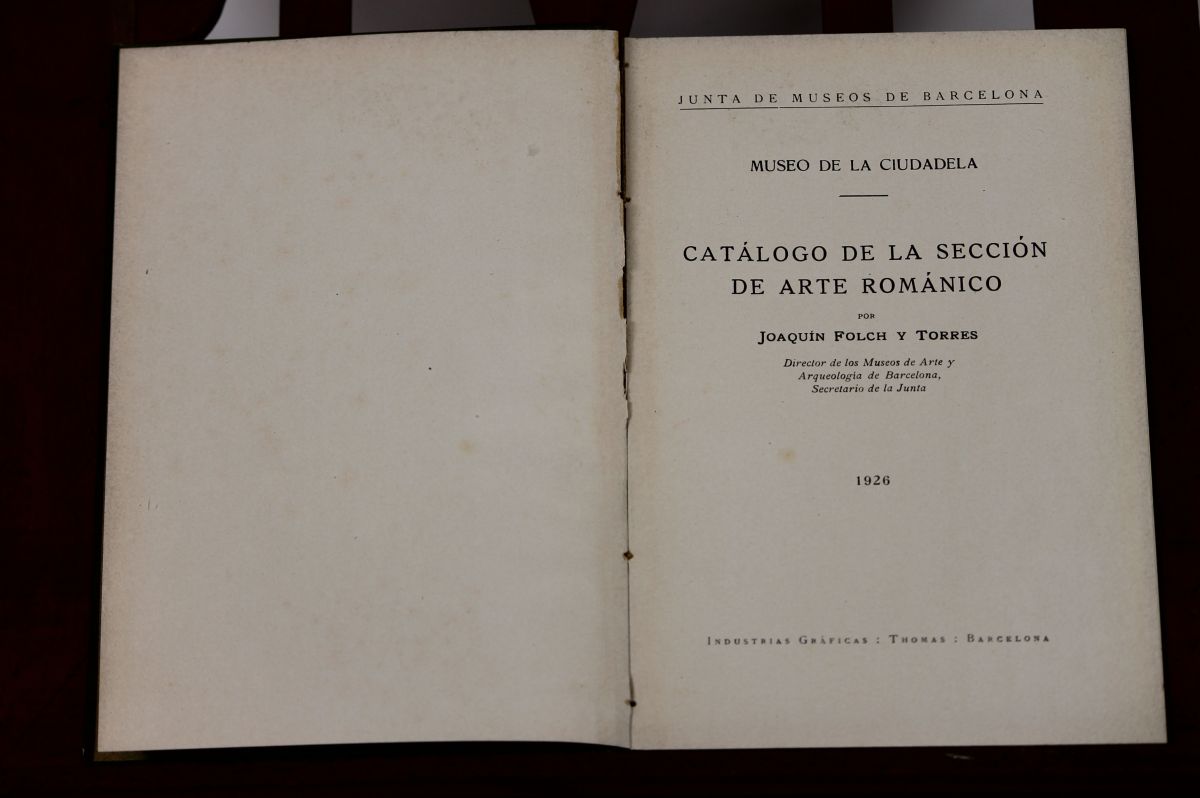 JUNTA DE MUSEOS DE BARCELONA
MUSEO DE LA CIUDADELA
CATÁLOGO DE LA SECCIÓN
DE ARTE ROMÁNICO
POR
JOAQUÍN FOLCH Y TORRES
Director de los Museos de Arte y
Arqueología de Barcelona,
Secretario de la Junta
1926
INDUSTRIAS GRÁFICAS : THOMAS : BARCELONA